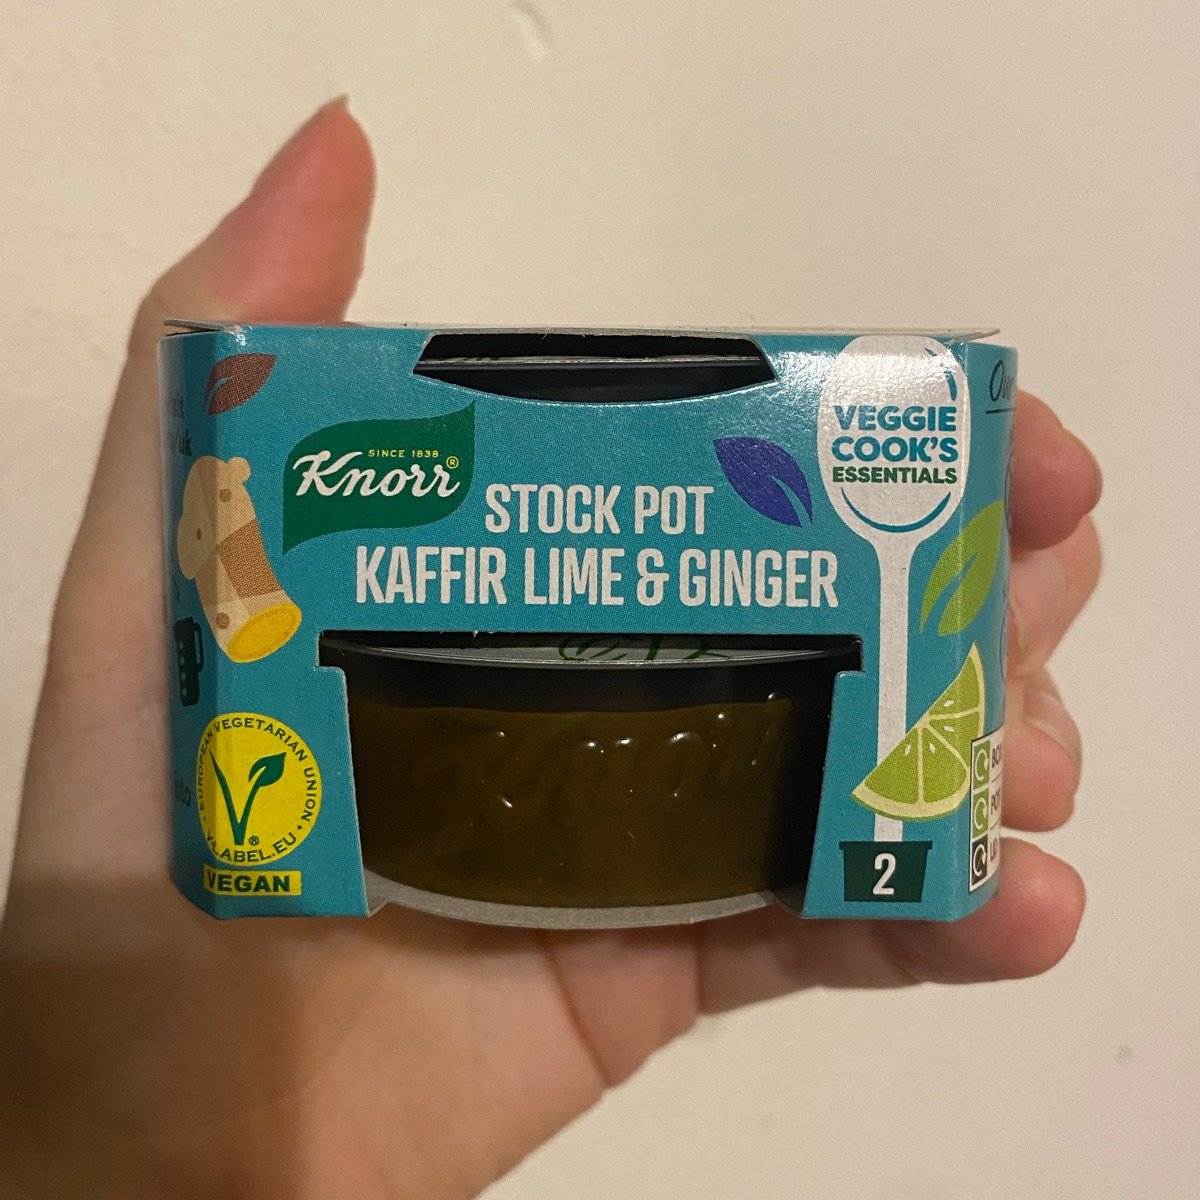 SINCE 1838
Knorr®
STOCK POT
KAFFIR LIME & GINGER
VEGGIE
COOK'S
ESSENTIALS
EUROPEAN VEGETARIAN UNION
V-LABEL.EU
VEGAN
2